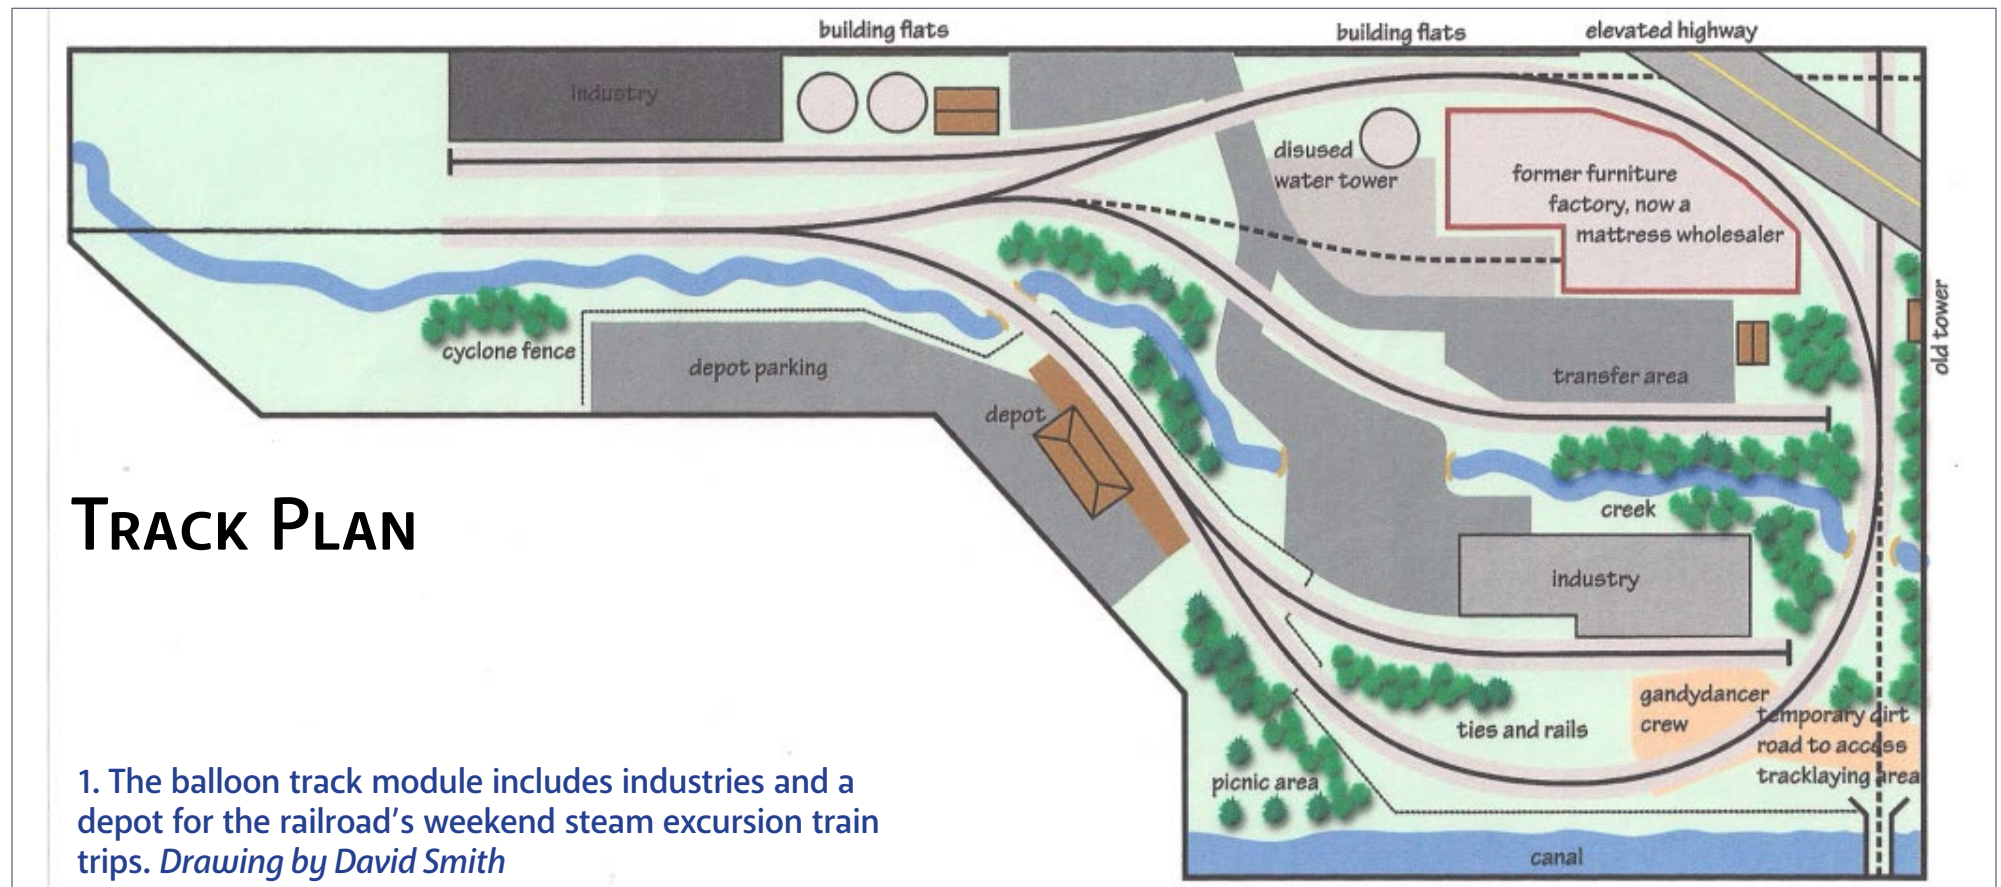 building flats
building flats
elevated highway
industry
disused
water tower
former furniture
factory, now a
mattress wholesaler
old tower
cyclone fence
depot parking
transfer area
depot
TRACK PLAN
creek
industry
gandydancer
crew
temporary dirt
road to access
tracklaying area
ties and rails
picnic area
1. The balloon track module includes industries and a
depot for the railroad's weekend steam excursion train
trips. Drawing by David Smith
canal